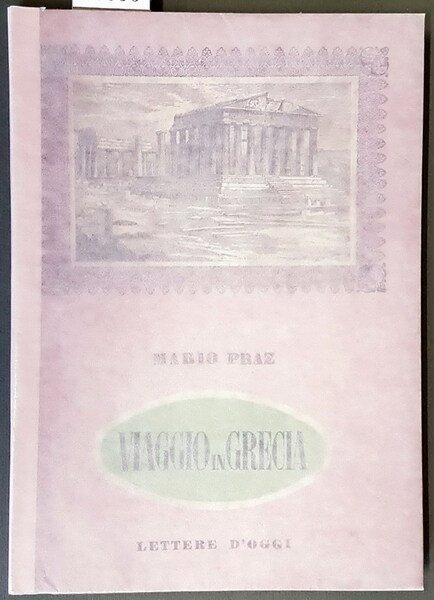 MARIO PRAZ
VIAGGIO IN GRECIA
LETTERE D'OGGI